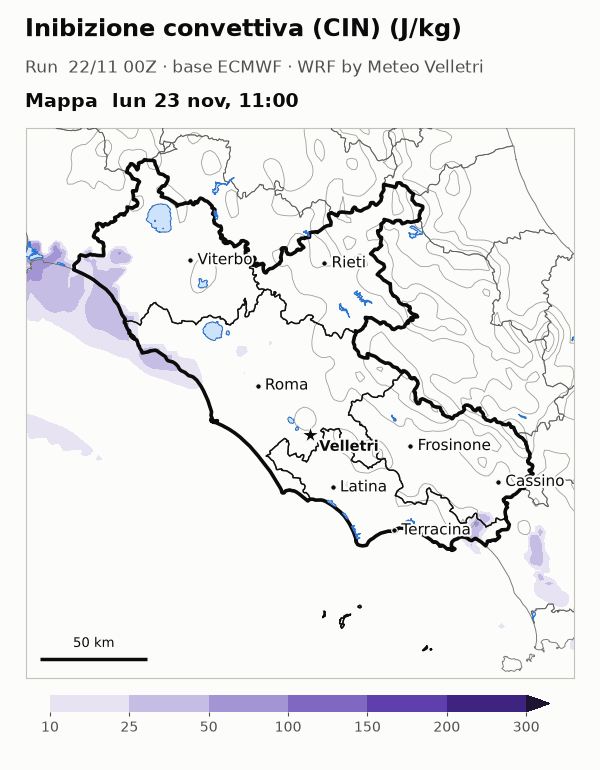 Inibizione convettiva (CIN) (J/kg)
Run  22/11 00Z · base ECMWF · WRF by Meteo Velletri
Mappa  lun 23 nov, 11:00
Viterbo
Rieti
Roma
Velletri
Frosinone
Cassino
Latina
Terracina
50 km
10 25 50 100 150 200 300